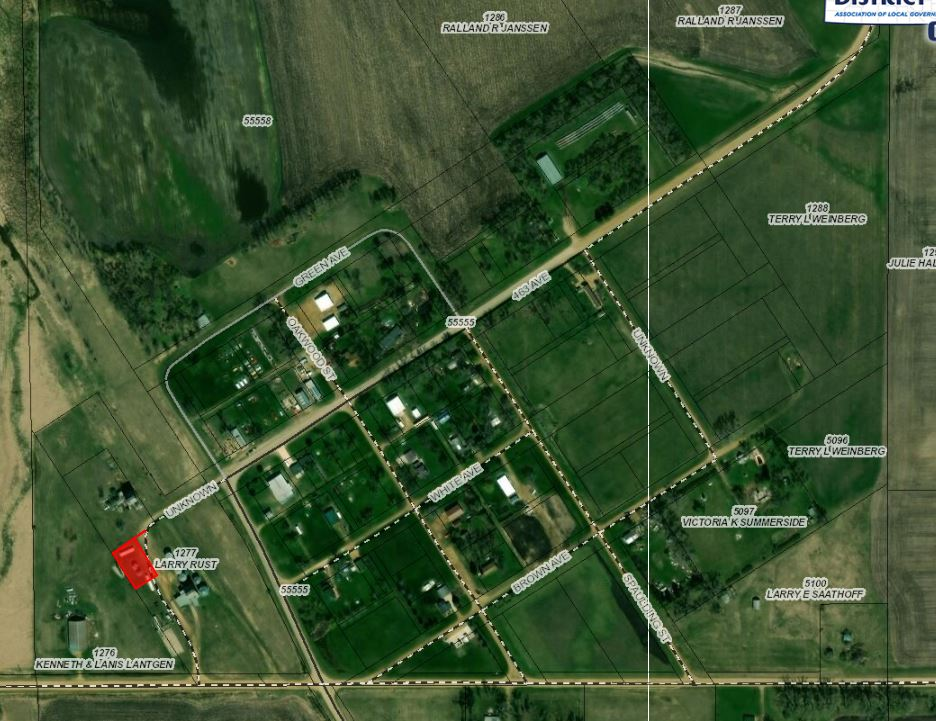 DISTRICT
ASSOCIATION OF LOCAL GOVERN
1286
RALLAND R JANSSEN
1287
RALLAND R JANSSEN
55558
1288
TERRY L WEINBERG
JULIE HAL
GREEN AVE
163 AVE
55555
OAKWOOD ST
UNKNOWN
5096
TERRY L WEINBERG
WHITE AVE
UNKNOWN
5097
VICTORIA K SUMMERSIDE
1277
LARRY RUST
55555
BROWN AVE
SPAULDING ST
5100
LARRY E SAATHOFF
1276
KENNETH & LANIS LANTGEN